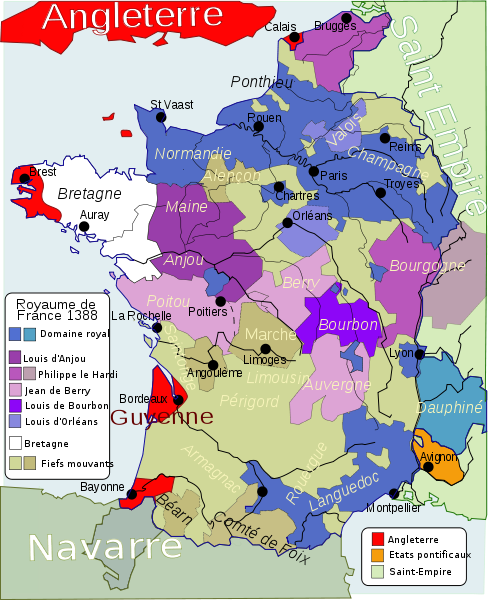 Angleterre
Calais
Brugges
Saint Empire
Ponthieu
St Vaast
Rouen
Valois
Reims
Normandie
Champagne
Alençon
Paris
Brest
Bretagne
Chartres
Troyes
Auray
Maine
Orléans
Anjou
Berry
Bourgogne
Poitou
Poitiers
La Rochelle
Saintonge
Marche
Bourbon
Lyon
Limoges
Angoulême
Limousin
Auvergne
Périgord
Dauphiné
Bordeaux
Guyenne
Avignon
Rouergue
Armagnac
Languedoc
Bayonne
Montpellier
Béarn
Comté de Foix
Navarre
Royaume de
France 1388
Domaine royal
Louis d'Anjou
Philippe le Hardi
Jean de Berry
Louis de Bourbon
Louis d'Orléans
Bretagne
Fiefs mouvants
Angleterre
Etats pontificaux
Saint-Empire